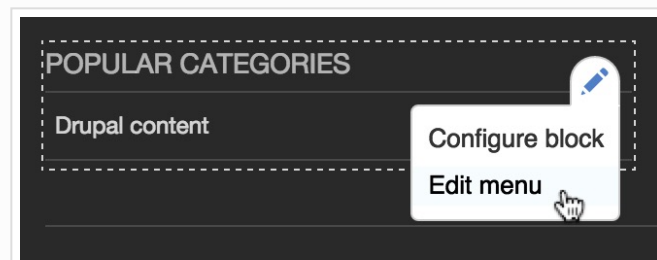 POPULAR CATEGORIES
Drupal content
Configure block
Edit menu